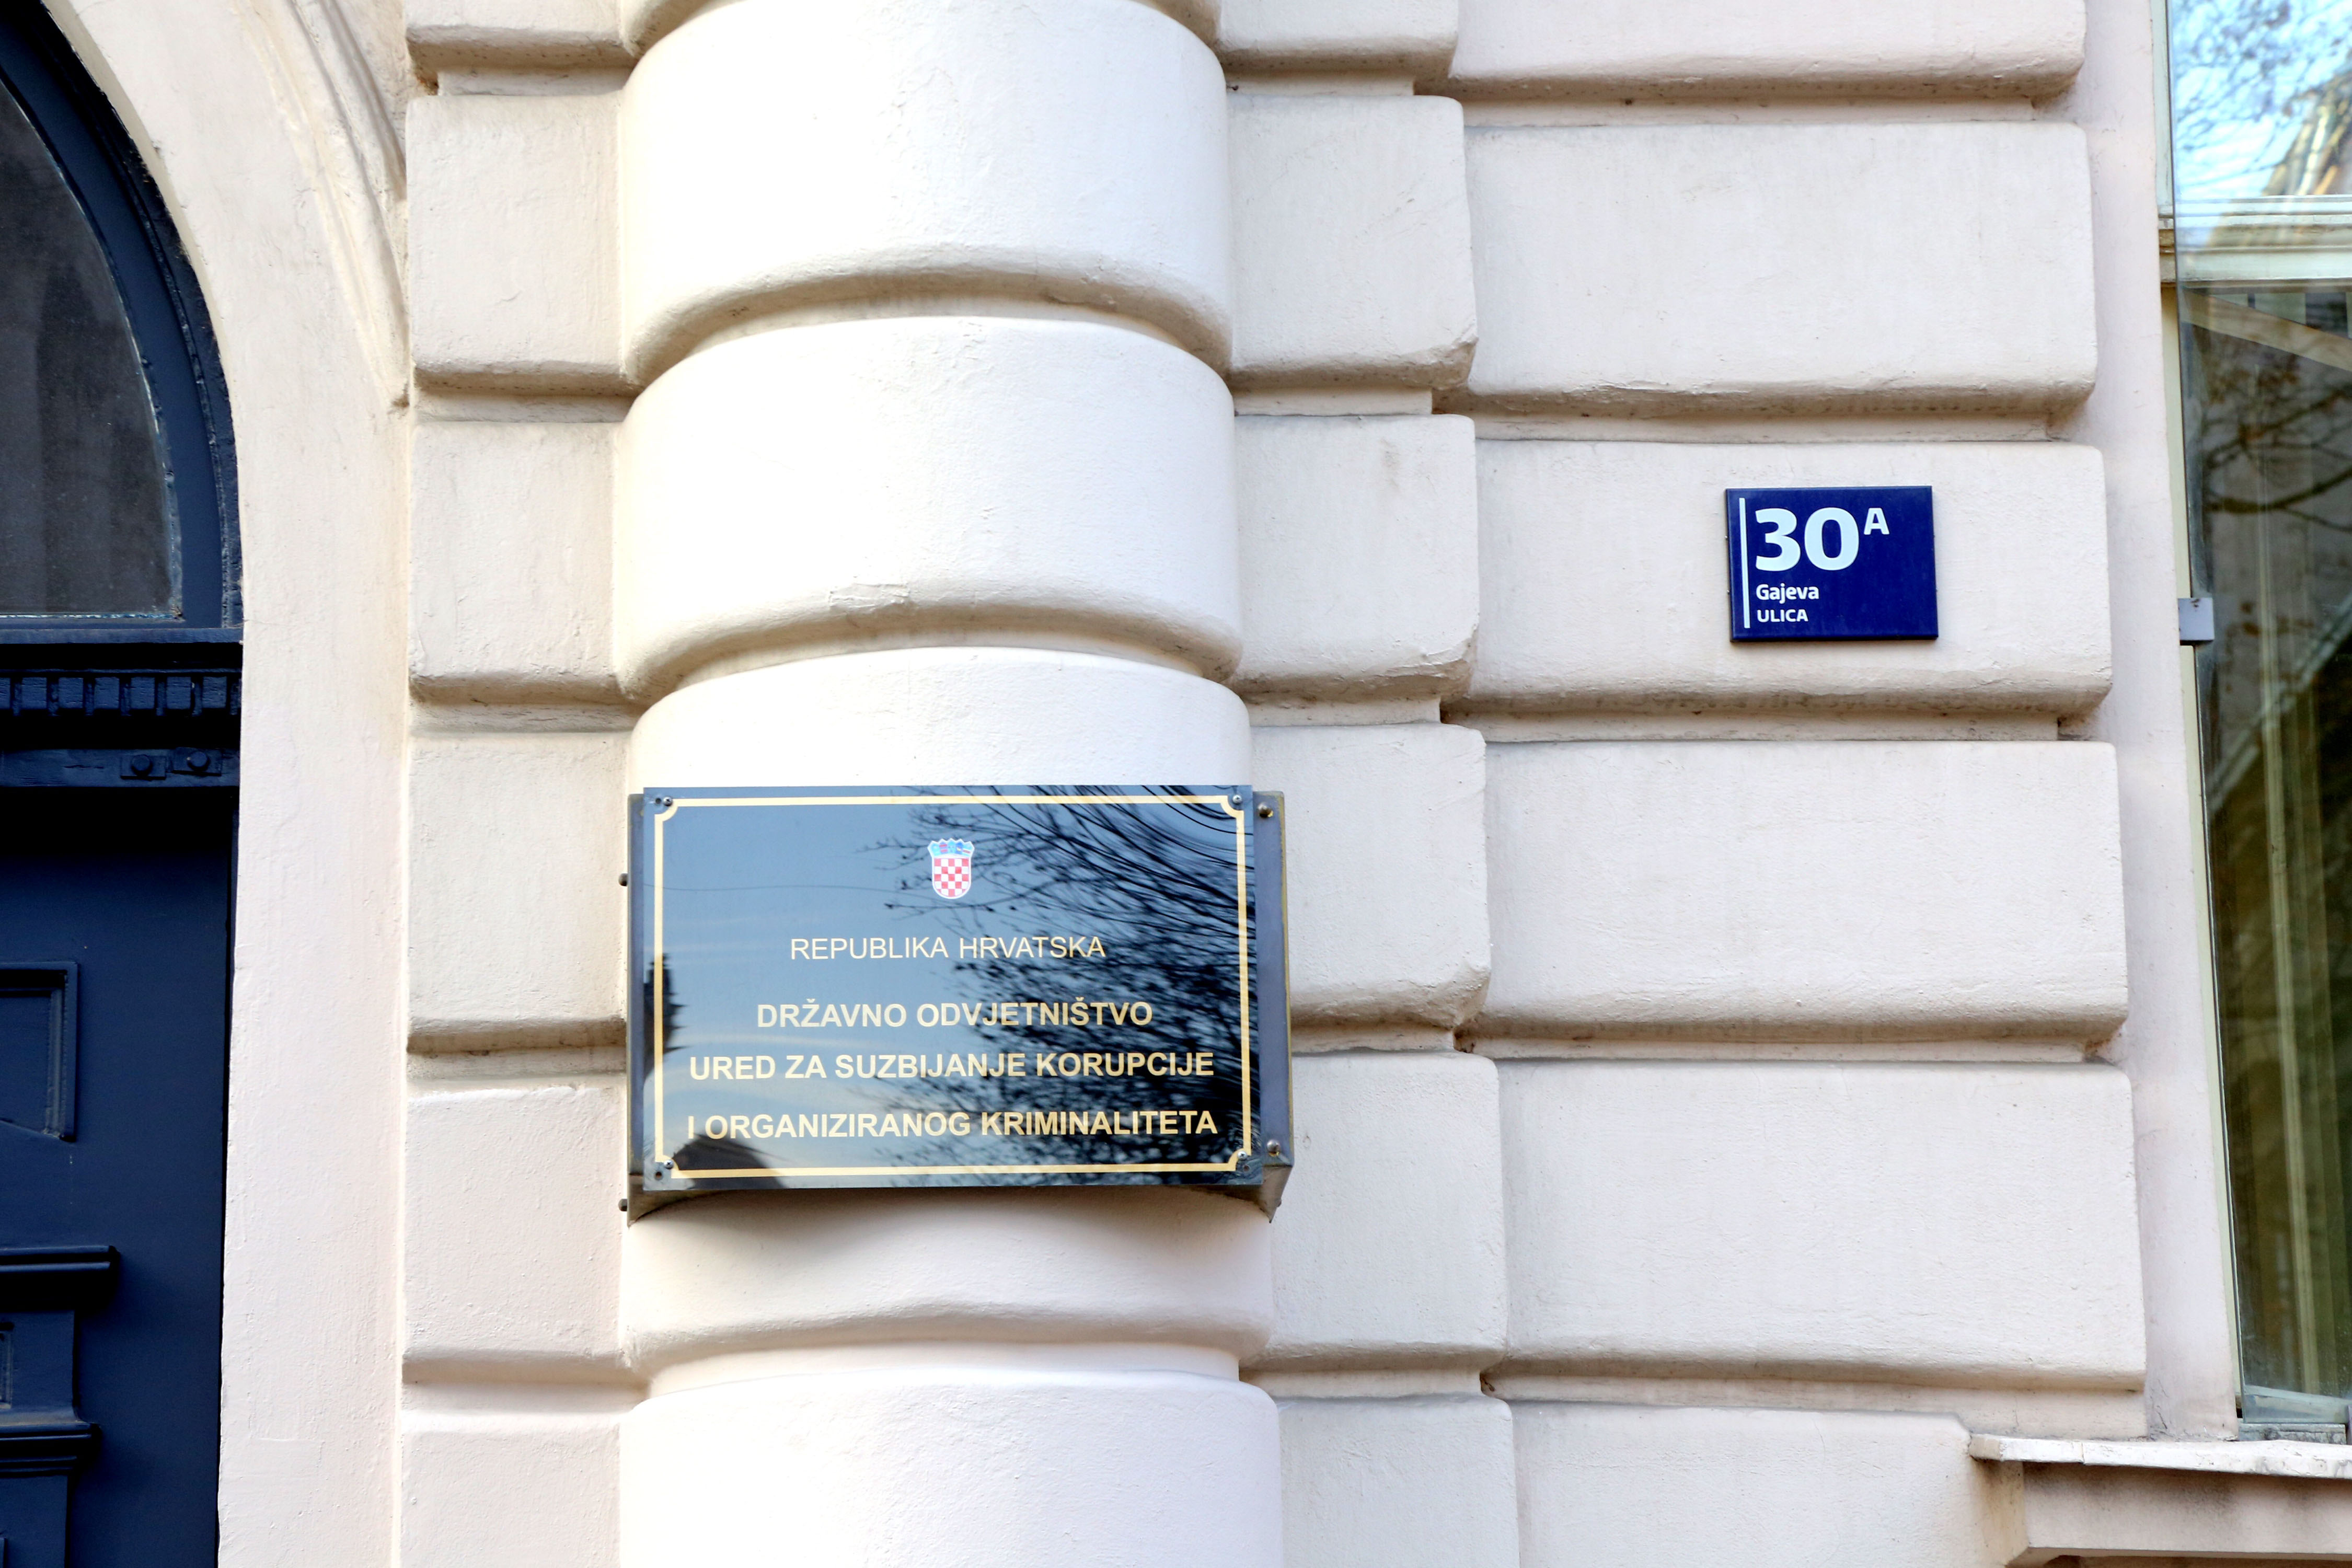 30A
Gajeva
ULICA
REPUBLIKA HRVATSKA
DRŽAVNO ODVJETNIŠTVO
URED ZA SUZBIJANJE KORUPCIJE
I ORGANIZIRANOG KRIMINALITETA